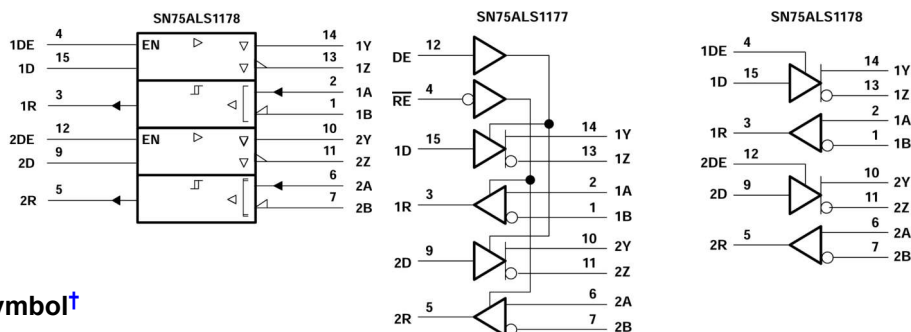 SN75ALS1178
1DE 4 EN 14 1Y
1D 15 13 1Z
1R 3 2 1A
1 1B
2DE 12 EN 10 2Y
2D 9 11 2Z
2R 5 6 2A
7 2B
ymbol†
SN75ALS1177
DE 12
RE 4
1D 15 14 1Y
13 1Z
1R 3 2 1A
1 1B
2D 9 10 2Y
11 2Z
2R 5 6 2A
7 2B
SN75ALS1178
1DE 4
1D 15 14 1Y
13 1Z
1R 3 2 1A
1 1B
2DE 12
2D 9 10 2Y
11 2Z
2R 5 6 2A
7 2B